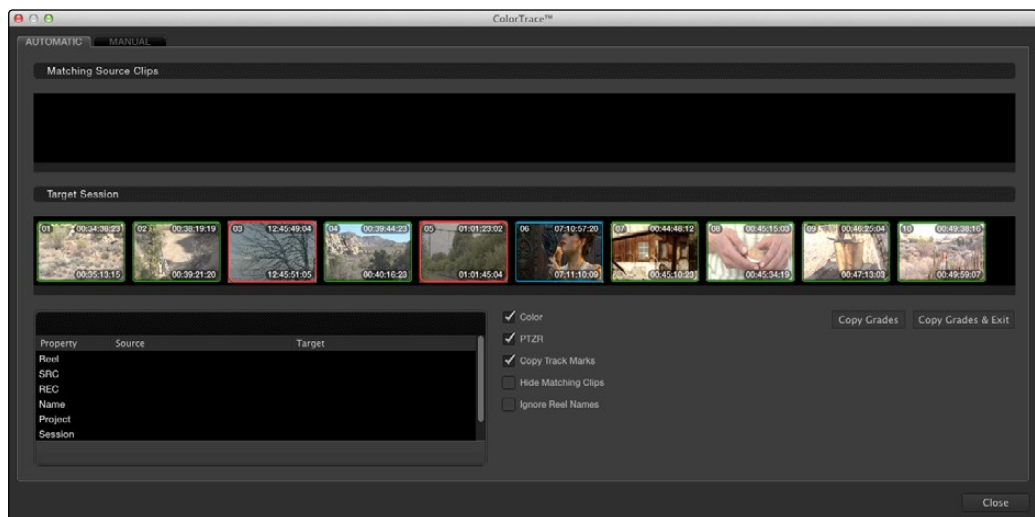 ColorTrace™
AUTOMATIC MANUAL
Matching Source Clips
Target Session
01 00:34:38:23 02 00:38:19:19 03 12:45:49:04 04 00:39:44:23 05 01:01:23:02 06 07:10:57:20 07 00:44:48:12 08 00:45:15:03 09 00:46:25:04 10 00:49:38:16
00:35:13:15 00:39:21:20 12:45:51:05 00:40:16:23 01:01:45:04 07:11:10:09 00:45:10:23 00:45:34:19 00:47:13:03 00:49:59:07
Color
PTZR
Copy Track Marks
Hide Matching Clips
Ignore Reel Names
Copy Grades Copy Grades & Exit
Property Source Target
Reel
SRC
REC
Name
Project
Session
Close